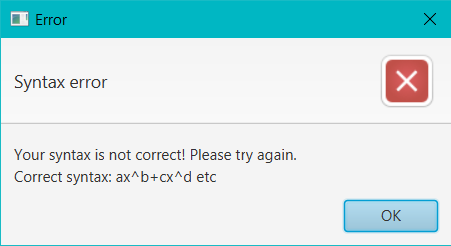 Error
Syntax error
Your syntax is not correct! Please try again.
Correct syntax: ax^b+cx^d etc
OK